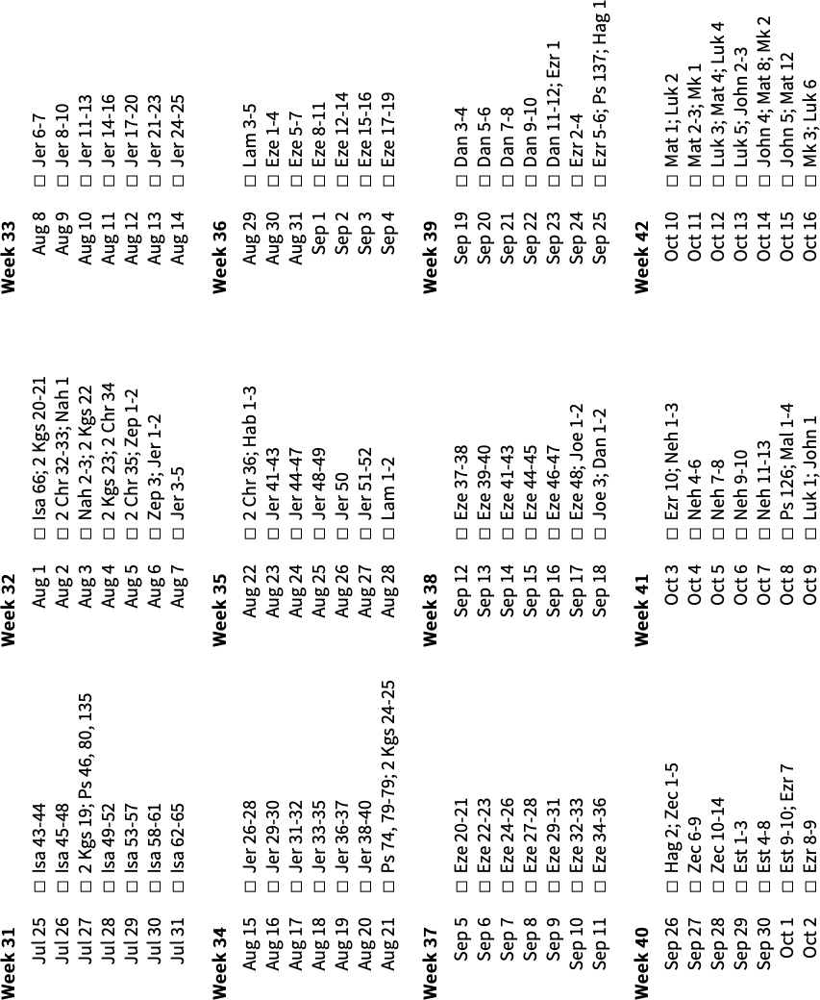 Week 31
Jul 25 □ Isa 43-44
Jul 26 □ Isa 45-48
Jul 27 □ 2 Kgs 19; Ps 46, 80, 135
Jul 28 □ Isa 49-52
Jul 29 □ Isa 53-57
Jul 30 □ Isa 58-61
Jul 31 □ Isa 62-65
Week 32
Aug 1 □ Isa 66; 2 Kgs 20-21
Aug 2 □ 2 Chr 32-33; Nah 1
Aug 3 □ Nah 2-3; 2 Kgs 22
Aug 4 □ 2 Kgs 23; 2 Chr 34
Aug 5 □ 2 Chr 35; Zep 1-2
Aug 6 □ Zep 3; Jer 1-2
Aug 7 □ Jer 3-5
Week 33
Aug 8 □ Jer 6-7
Aug 9 □ Jer 8-10
Aug 10 □ Jer 11-13
Aug 11 □ Jer 14-16
Aug 12 □ Jer 17-20
Aug 13 □ Jer 21-23
Aug 14 □ Jer 24-25
Week 34
Aug 15 □ Jer 26-28
Aug 16 □ Jer 29-30
Aug 17 □ Jer 31-32
Aug 18 □ Jer 33-35
Aug 19 □ Jer 36-37
Aug 20 □ Jer 38-40
Aug 21 □ Ps 74, 79-79; 2 Kgs 24-25
Week 35
Aug 22 □ 2 Chr 36; Hab 1-3
Aug 23 □ Jer 41-43
Aug 24 □ Jer 44-47
Aug 25 □ Jer 48-49
Aug 26 □ Jer 50
Aug 27 □ Jer 51-52
Aug 28 □ Lam 1-2
Week 36
Aug 29 □ Lam 3-5
Aug 30 □ Eze 1-4
Aug 31 □ Eze 5-7
Sep 1 □ Eze 8-11
Sep 2 □ Eze 12-14
Sep 3 □ Eze 15-16
Sep 4 □ Eze 17-19
Week 37
Sep 5 □ Eze 20-21
Sep 6 □ Eze 22-23
Sep 7 □ Eze 24-26
Sep 8 □ Eze 27-28
Sep 9 □ Eze 29-31
Sep 10 □ Eze 32-33
Sep 11 □ Eze 34-36
Week 38
Sep 12 □ Eze 37-38
Sep 13 □ Eze 39-40
Sep 14 □ Eze 41-43
Sep 15 □ Eze 44-45
Sep 16 □ Eze 46-47
Sep 17 □ Eze 48; Joe 1-2
Sep 18 □ Joe 3; Dan 1-2
Week 39
Sep 19 □ Dan 3-4
Sep 20 □ Dan 5-6
Sep 21 □ Dan 7-8
Sep 22 □ Dan 9-10
Sep 23 □ Dan 11-12; Ezr 1
Sep 24 □ Ezr 2-4
Sep 25 □ Ezr 5-6; Ps 137; Hag 1
Week 40
Sep 26 □ Hag 2; Zec 1-5
Sep 27 □ Zec 6-9
Sep 28 □ Zec 10-14
Sep 29 □ Est 1-3
Sep 30 □ Est 4-8
Oct 1 □ Est 9-10; Ezr 7
Oct 2 □ Ezr 8-9
Week 41
Oct 3 □ Ezr 10; Neh 1-3
Oct 4 □ Neh 4-6
Oct 5 □ Neh 7-8
Oct 6 □ Neh 9-10
Oct 7 □ Neh 11-13
Oct 8 □ Ps 126; Mal 1-4
Oct 9 □ Luk 1; John 1
Week 42
Oct 10 □ Mat 1; Luk 2
Oct 11 □ Mat 2-3; Mk 1
Oct 12 □ Luk 3; Mat 4; Luk 4
Oct 13 □ Luk 5; John 2-3
Oct 14 □ John 4; Mat 8; Mk 2
Oct 15 □ John 5; Mat 12
Oct 16 □ Mk 3; Luk 6